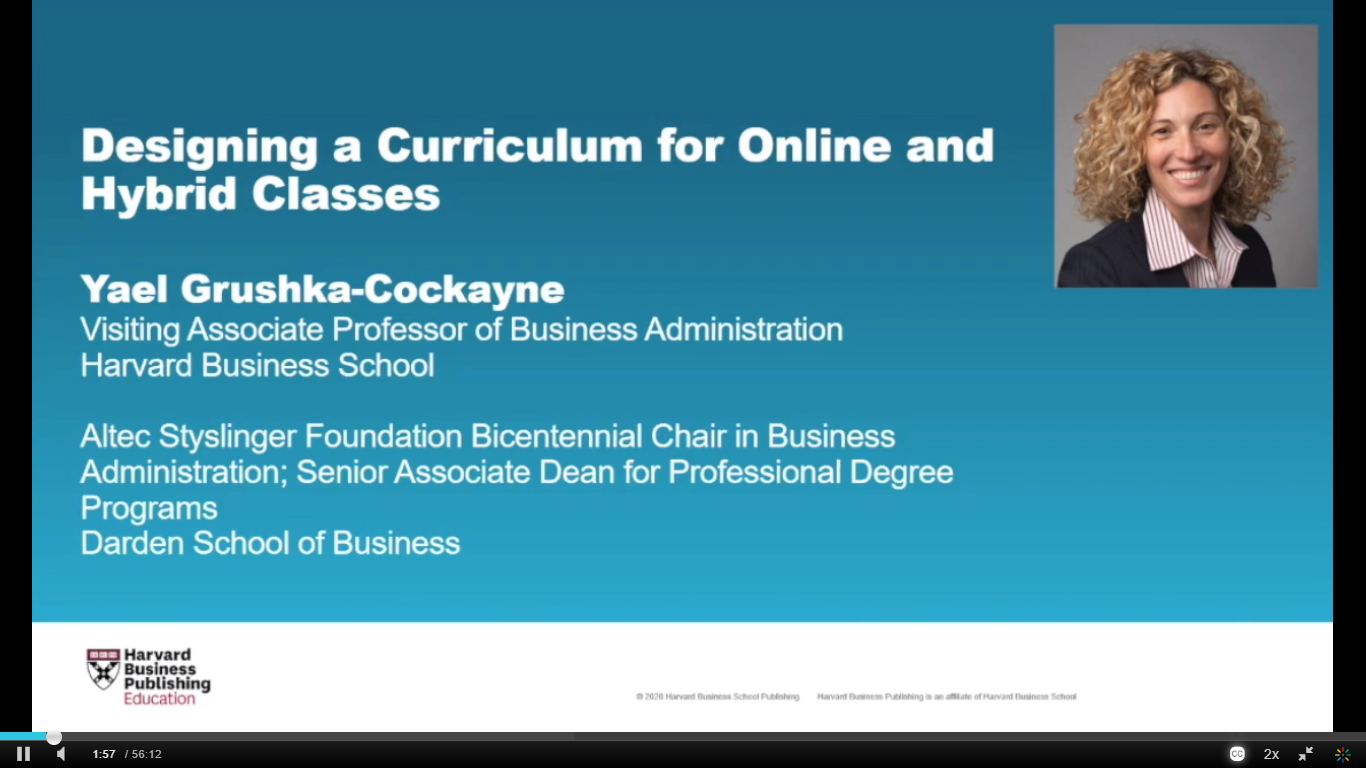 Designing a Curriculum for Online and
Hybrid Classes
Yael Grushka-Cockayne
Visiting Associate Professor of Business Administration
Harvard Business School
Altec Styslinger Foundation Bicentennial Chair in Business
Administration; Senior Associate Dean for Professional Degree
Programs
Darden School of Business
Harvard
Business
Publishing
Education
© 2020 Harvard Business School Publishing Harvard Business Publishing is an affiliate of Harvard Business School
1:57 / 56:12 CC 2x